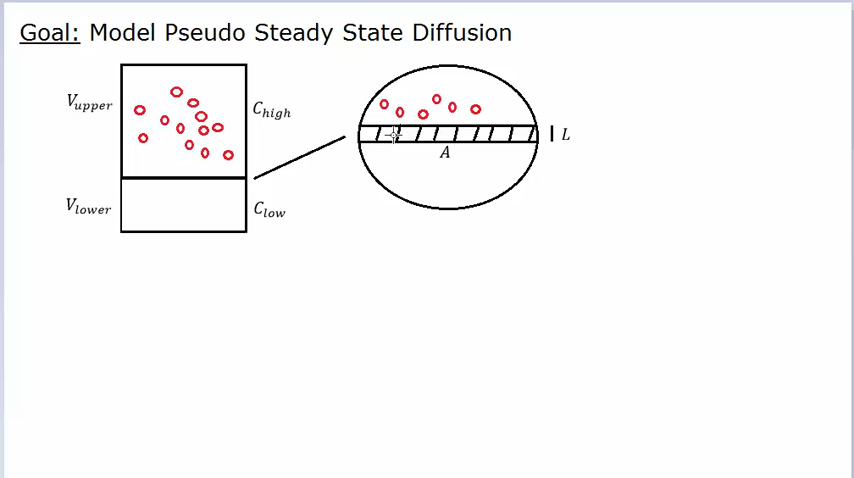 Goal: Model Pseudo Steady State Diffusion
V_upper
C_high
L
A
V_lower
C_low